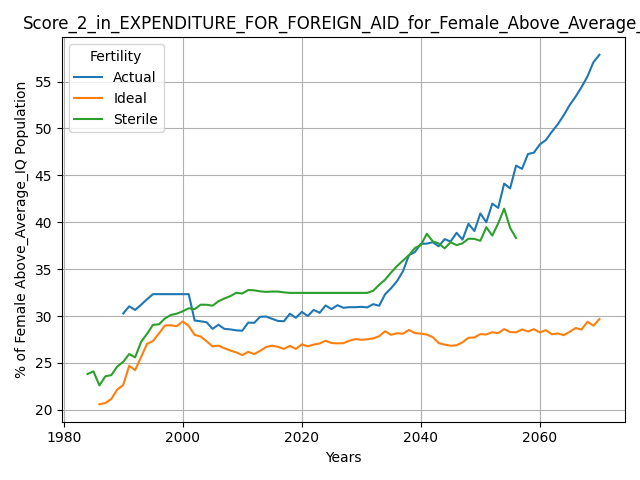 Score_2_in_EXPENDITURE_FOR_FOREIGN_AID_for_Female_Above_Average_
Fertility
Actual
Ideal
Sterile
% of Female Above_Average_IQ Population
55
50
45
40
35
30
25
20
1980
2000
2020
2040
2060
Years